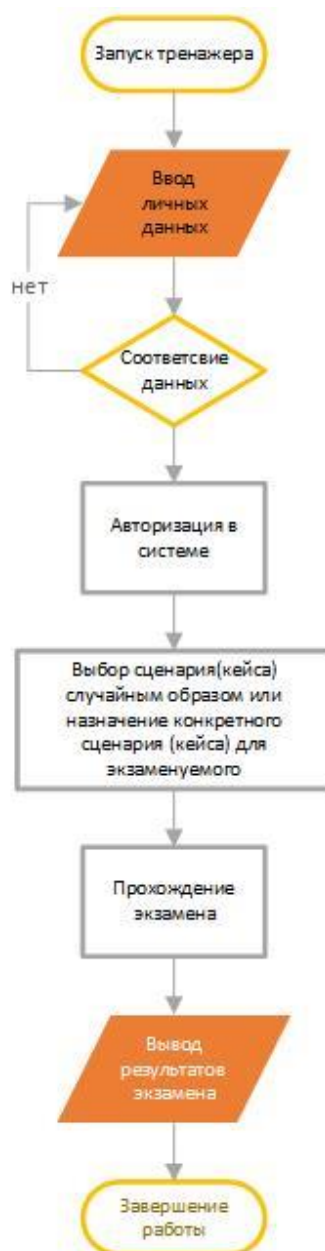 Запуск тренажера
Ввод
личных
данных
нет
Соответсвие
данных
Авторизация в
системе
Выбор сценария(кейса)
случайным образом или
назначение конкретного
сценария (кейса) для
экзаменуемого
Прохождение
экзамена
Вывод
результатов
экзамена
Завершение
работы